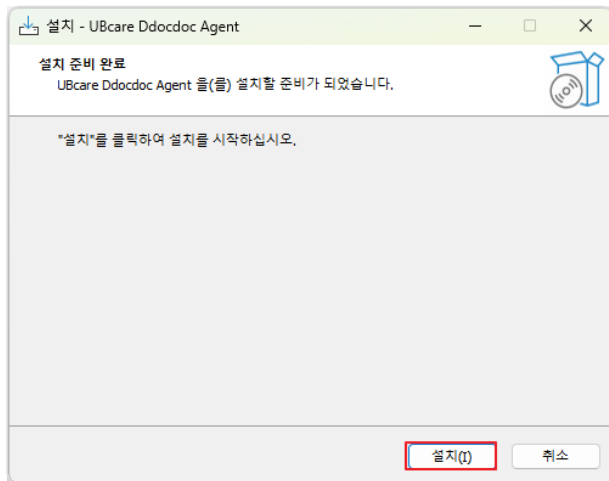 설치 - UBcare Ddocdoc Agent
설치 준비 완료
UBcare Ddocdoc Agent 을(를) 설치할 준비가 되었습니다.
"설치"를 클릭하여 설치를 시작하십시오.
설치(I)
취소